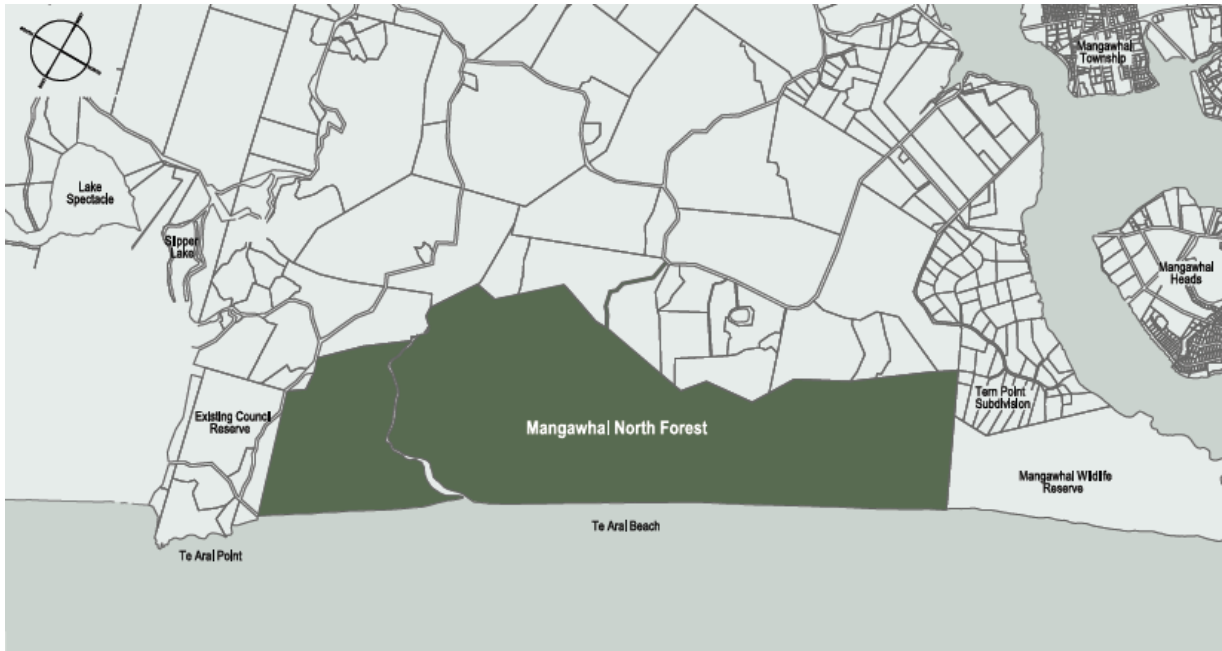 Mangawhai
Township
Lake
Spectacle
Slipper
Lake
Mangawhai
Heads
Tern Point
Subdivision
Existing Council
Reserve
Mangawhai North Forest
Mangawhai Wildlife
Reserve
Te Arai Beach
Te Arai Point